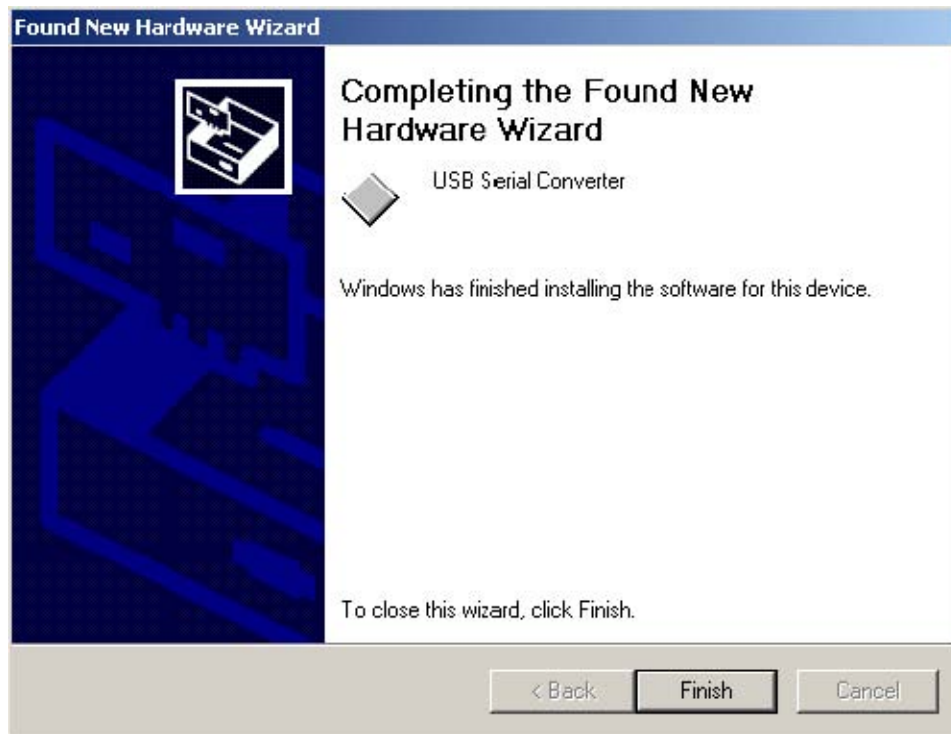 Found New Hardware Wizard
Completing the Found New
Hardware Wizard
USB Serial Converter
Windows has finished installing the software for this device.
To close this wizard, click Finish.
< Back
Finish
Cancel